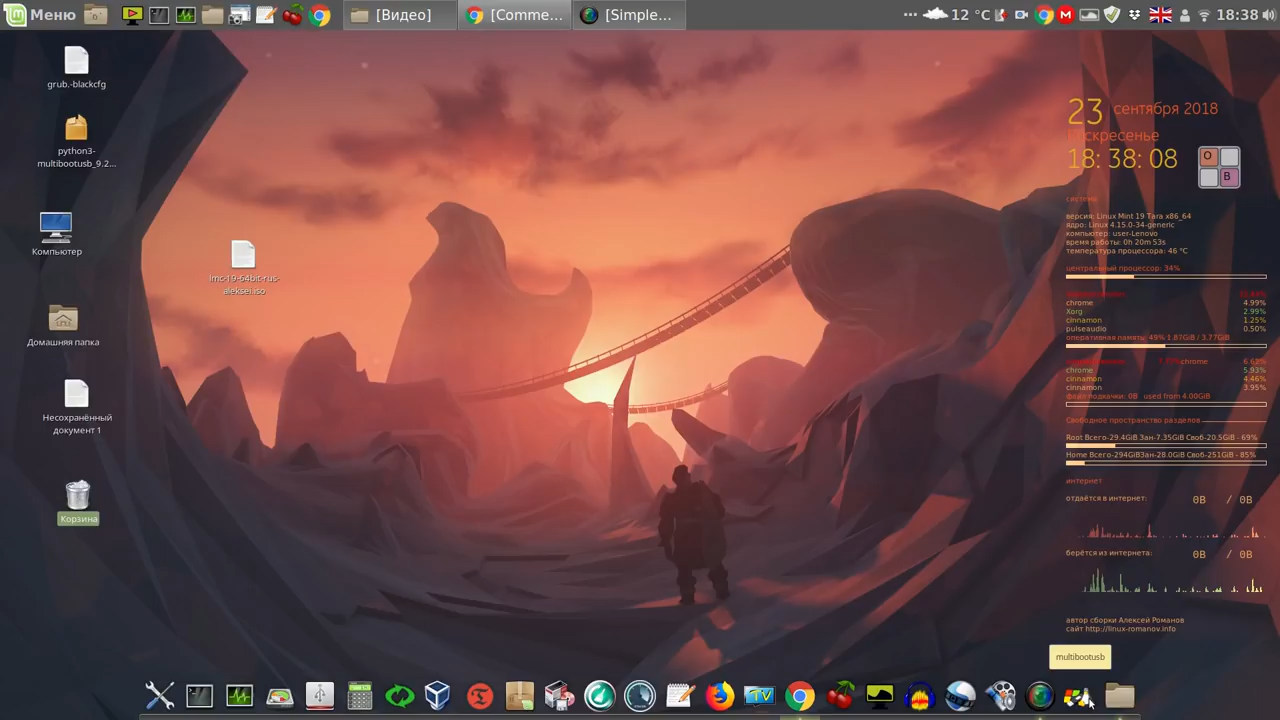 Меню
[Видео]
[Comme...
[Simple...
12 °C
18:38
grub.-blackcfg
python3-
multibootusb_9.2...
Компьютер
lmc-19-64bit-rus-
aleksei.iso
Домашняя папка
Несохранённый
документ 1
Корзина
23 сентября 2018
Воскресенье
18: 38: 08
O
B
система
версия: Linux Mint 19 Tara x86_64
ядро: Linux 4.15.0-34-generic
компьютер: user-Lenovo
время работы: 0h 20m 53s
температура процессора: 46 °C
центральный процессор: 34%
chrome 4.99%
Xorg 2.99%
cinnamon 1.25%
pulseaudio 0.50%
оперативная память: 49% 1.87GiB / 3.77GiB
chrome 6.62%
chrome 5.93%
cinnamon 4.46%
cinnamon 3.95%
файл подкачки: 0B used from 4.00GiB
Свободное пространство разделов
Root Всего-29.4GiB Зан-7.35GiB Своб-20.5GiB - 69%
Home Всего-294GiBЗан-28.0GiB Своб-251GiB - 85%
интернет
отдаётся в интернет: 0B / 0B
берётся из интернета: 0B / 0B
автор сборки Алексей Романов
сайт http://linux-romanov.info
multibootusb
TV